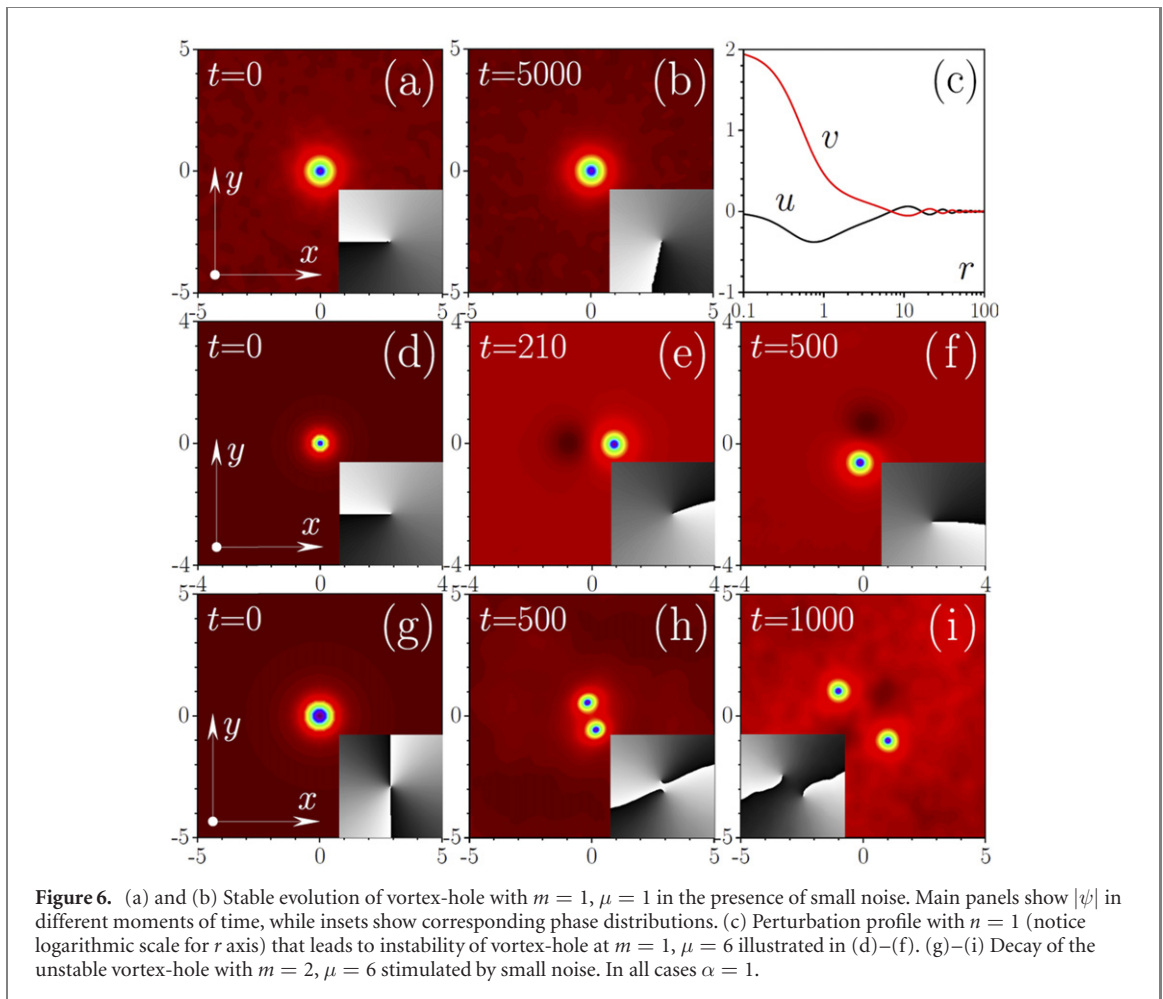 5
t=0
(a)
0
y
x
-5
-5
0
5
t=5000
(b)
0
-5
0
5
2
(c)
1
v
u
0
r
-1
0.1
1
10
100
4
t=0
(d)
0
y
x
-4
-4
0
4
t=210
(e)
0
-4
0
4
t=500
(f)
0
-4
0
4
5
t=0
(g)
0
y
x
-5
-5
0
5
t=500
(h)
0
-5
0
5
t=1000
(i)
0
-5
0
5
Figure 6. (a) and (b) Stable evolution of vortex-hole with m = 1, μ = 1 in the presence of small noise. Main panels show |ψ| in
different moments of time, while insets show corresponding phase distributions. (c) Perturbation profile with n = 1 (notice
logarithmic scale for r axis) that leads to instability of vortex-hole at m = 1, μ = 6 illustrated in (d)–(f). (g)–(i) Decay of the
unstable vortex-hole with m = 2, μ = 6 stimulated by small noise. In all cases α = 1.